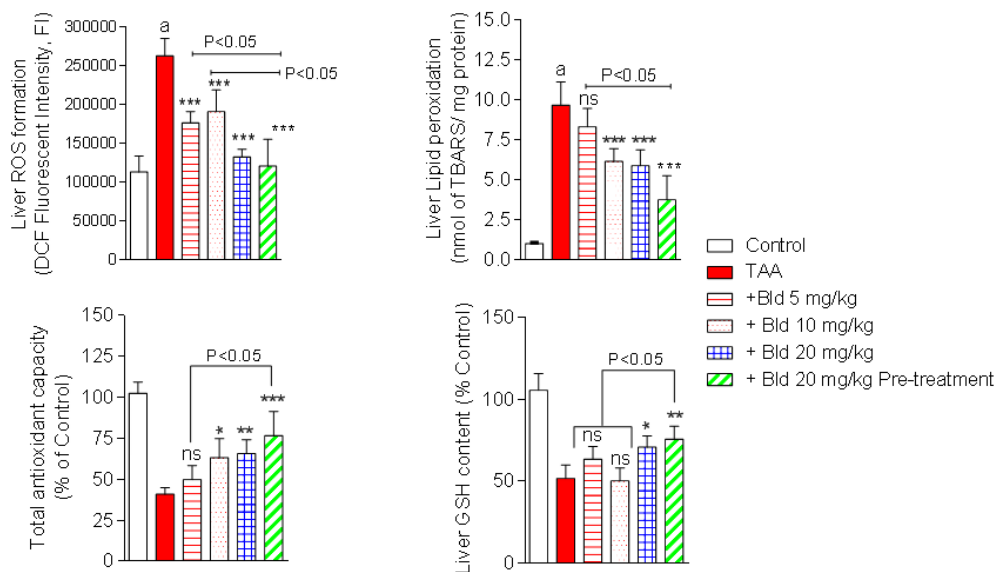 Liver ROS formation
(DCF Fluorescent Intensity, FI)
300000
250000
200000
150000
100000
50000
0
a
***
***
***
***
P<0.05
P<0.05
Liver Lipid peroxidation
(nmol of TBARS/ mg protein)
15.0
12.5
10.0
7.5
5.0
2.5
0.0
a
ns
***
***
***
P<0.05
Total antioxidant capacity
(% of Control)
150
125
100
75
50
25
0
ns
*
**
***
P<0.05
Liver GSH content (% Control)
150
100
50
0
ns
ns
*
**
P<0.05
Control
TAA
+Bld 5 mg/kg
+ Bld 10 mg/kg
+ Bld 20 mg/kg
+ Bld 20 mg/kg Pre-treatment